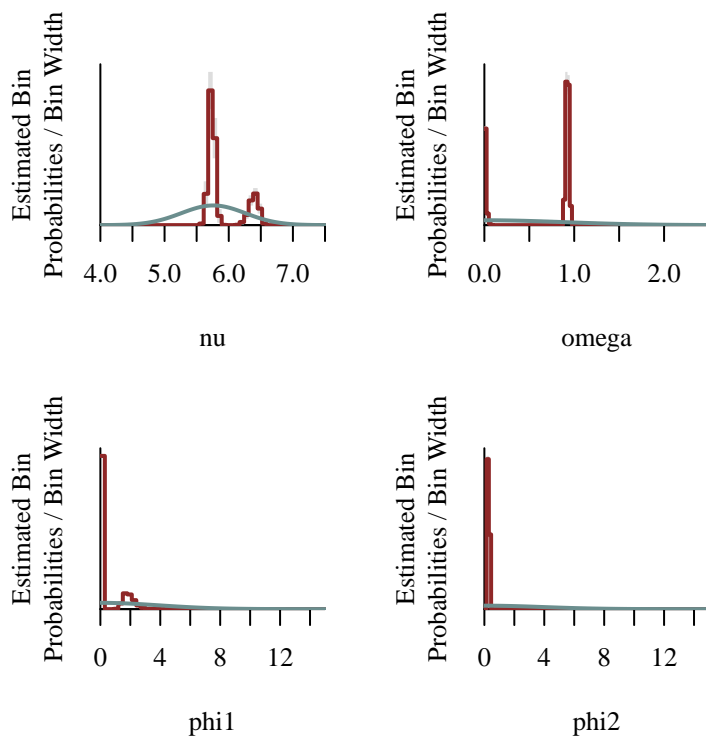 Estimated Bin
Probabilities / Bin Width
4.0 5.0 6.0 7.0
nu
Estimated Bin
Probabilities / Bin Width
0.0 1.0 2.0
omega
Estimated Bin
Probabilities / Bin Width
0 4 8 12
phi1
Estimated Bin
Probabilities / Bin Width
0 4 8 12
phi2